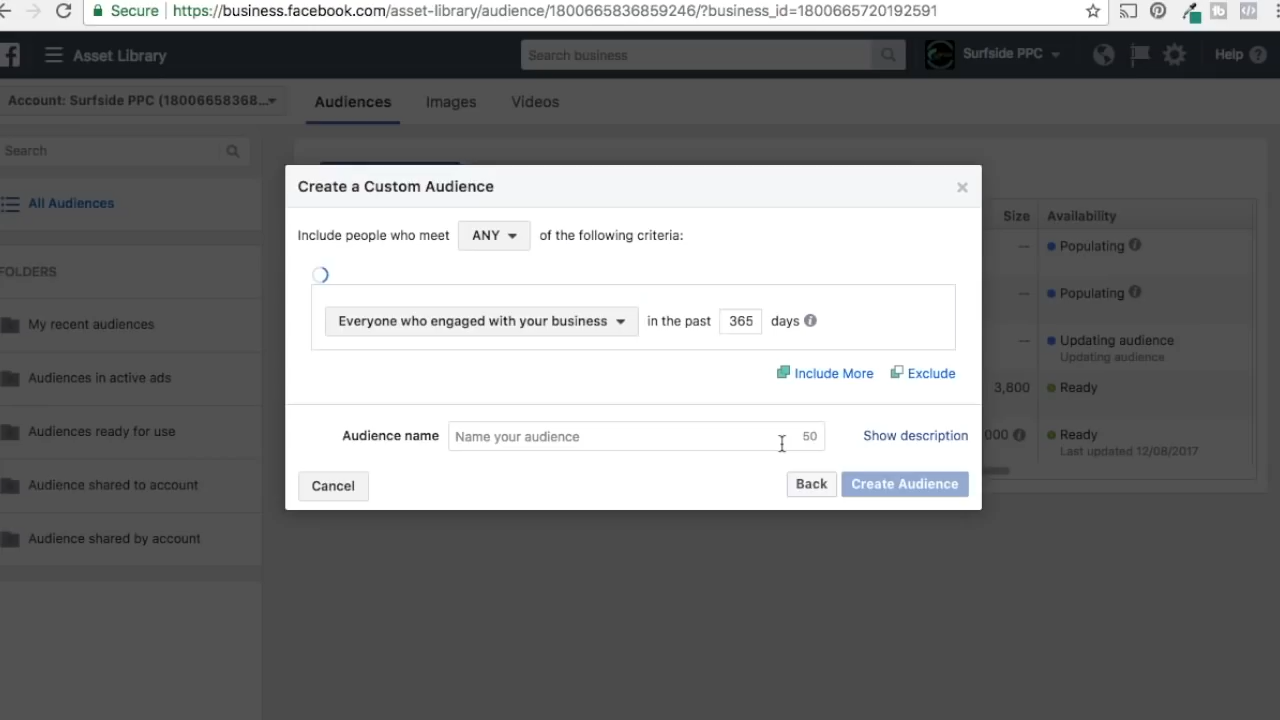 Secure https://business.facebook.com/asset-library/audience/1800665836859246/?business_id=1800665720192591
Asset Library
Search business
Surfside PPC
Help
Account: Surfside PPC (18006658368...
Audiences
Images
Videos
Search
All Audiences
FOLDERS
My recent audiences
Audiences in active ads
Audiences ready for use
Audience shared to account
Audience shared by account
Create a Custom Audience
Include people who meet ANY of the following criteria:
Everyone who engaged with your business in the past 365 days
Include More Exclude
Audience name Name your audience 50 Show description
Cancel Back Create Audience
Size Availability
— Populating
— Populating
— Updating audience
Updating audience
3,800 Ready
000 Ready
Last updated 12/08/2017